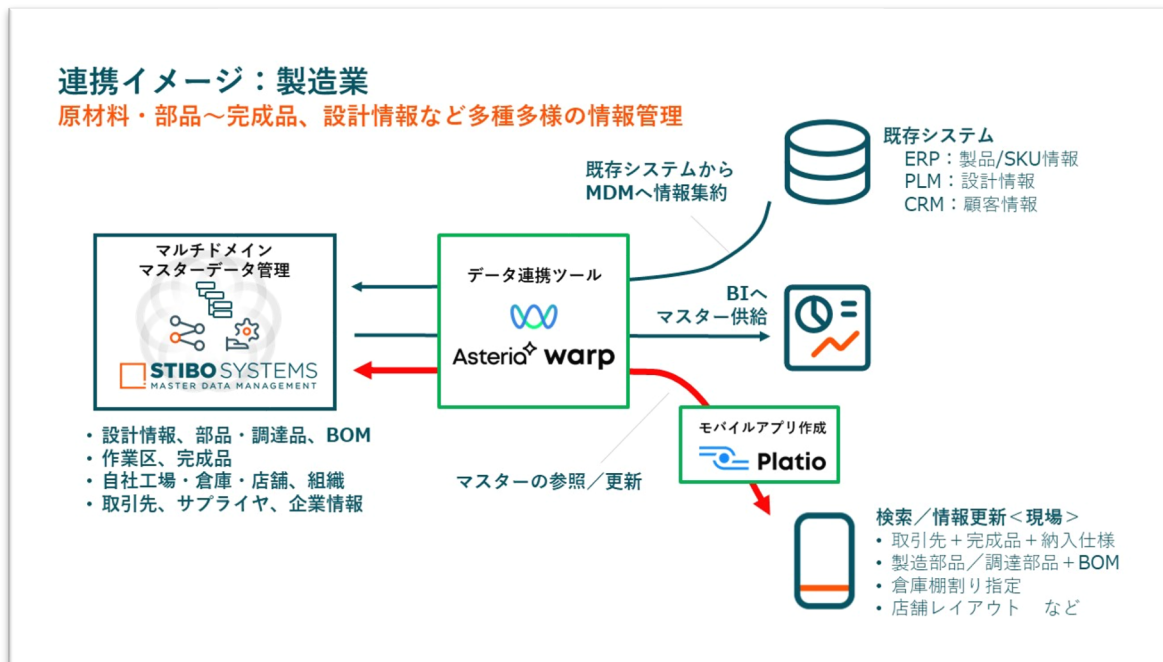 連携イメージ：製造業
原材料・部品～完成品、設計情報など多種多様の情報管理
既存システムから
MDMへ情報集約
既存システム
ERP：製品/SKU情報
PLM：設計情報
CRM：顧客情報
マルチドメイン
マスターデータ管理
STIBO SYSTEMS
MASTER DATA MANAGEMENT
データ連携ツール
Asteria warp
BIへ
マスター供給
・設計情報、部品・調達品、BOM
・作業区、完成品
・自社工場・倉庫・店舗、組織
・取引先、サプライヤ、企業情報
マスターの参照／更新
モバイルアプリ作成
Platio
検索／情報更新＜現場＞
• 取引先＋完成品＋納入仕様
• 製造部品／調達部品＋BOM
• 倉庫棚割り指定
• 店舗レイアウト　など